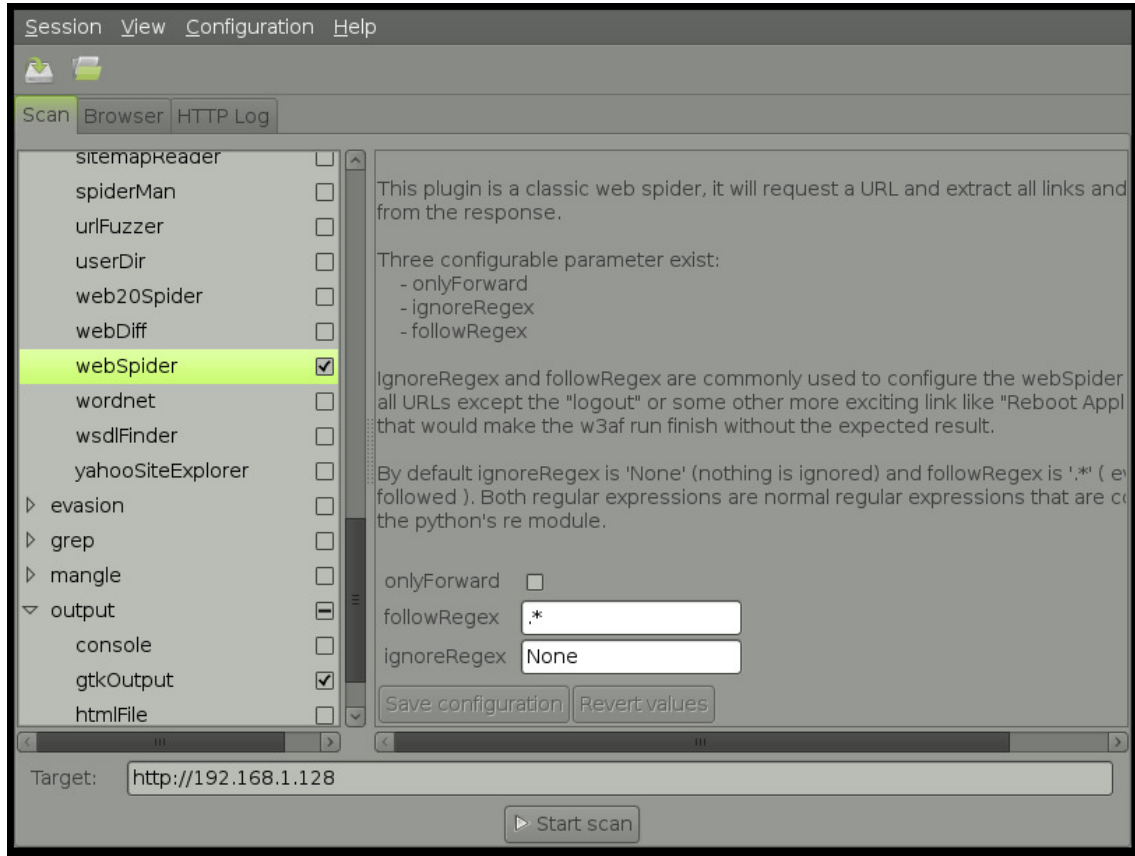 Session View Configuration Help
Scan Browser HTTP Log
sitemapReader
spiderMan
urlFuzzer
userDir
web20Spider
webDiff
webSpider
wordnet
wsdlFinder
yahooSiteExplorer
evasion
grep
mangle
output
console
gtkOutput
htmlFile
This plugin is a classic web spider, it will request a URL and extract all links and
from the response.
Three configurable parameter exist:
- onlyForward
- ignoreRegex
- followRegex
IgnoreRegex and followRegex are commonly used to configure the webSpider
all URLs except the "logout" or some other more exciting link like "Reboot Appl
that would make the w3af run finish without the expected result.
By default ignoreRegex is 'None' (nothing is ignored) and followRegex is '.*' ( ev
followed ). Both regular expressions are normal regular expressions that are co
the python's re module.
onlyForward
followRegex .*
ignoreRegex None
Save configuration Revert values
Target: http://192.168.1.128
Start scan